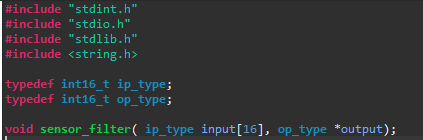 #include "stdint.h"
#include "stdio.h"
#include "stdlib.h"
#include <string.h>
typedef int16_t ip_type;
typedef int16_t op_type;
void sensor_filter( ip_type input[16], op_type *output);